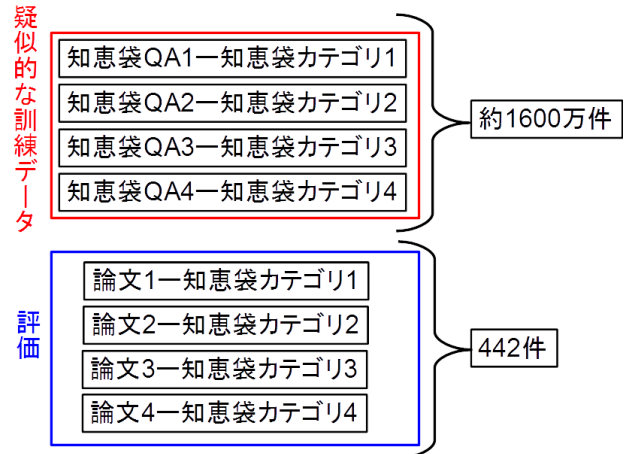 疑似的な訓練データ
知恵袋QA1ー知恵袋カテゴリ1
知恵袋QA2ー知恵袋カテゴリ2
知恵袋QA3ー知恵袋カテゴリ3
知恵袋QA4ー知恵袋カテゴリ4
約1600万件
評価
論文1ー知恵袋カテゴリ1
論文2ー知恵袋カテゴリ2
論文3ー知恵袋カテゴリ3
論文4ー知恵袋カテゴリ4
442件